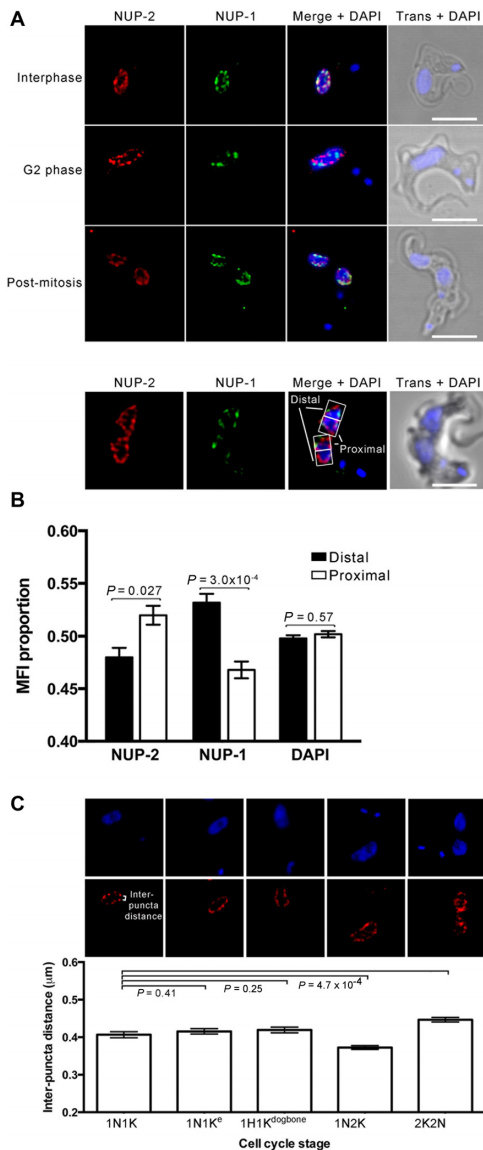 A
NUP-2 NUP-1 Merge + DAPI Trans + DAPI
Interphase
G2 phase
Post-mitosis
NUP-2 NUP-1 Merge + DAPI Trans + DAPI
Distal
Proximal
B
0.60
0.55
0.50
0.45
0.40
MFI proportion
Distal
Proximal
P = 0.027
P = 3.0x10-4
P = 0.57
NUP-2 NUP-1 DAPI
C
Inter-
puncta
distance
0.6
0.5
0.4
0.3
0.2
Inter-puncta distance (μm)
P = 0.41
P = 0.25
P = 4.7 x 10-4
1N1K 1N1Ke 1H1Kdogbone 1N2K 2K2N
Cell cycle stage